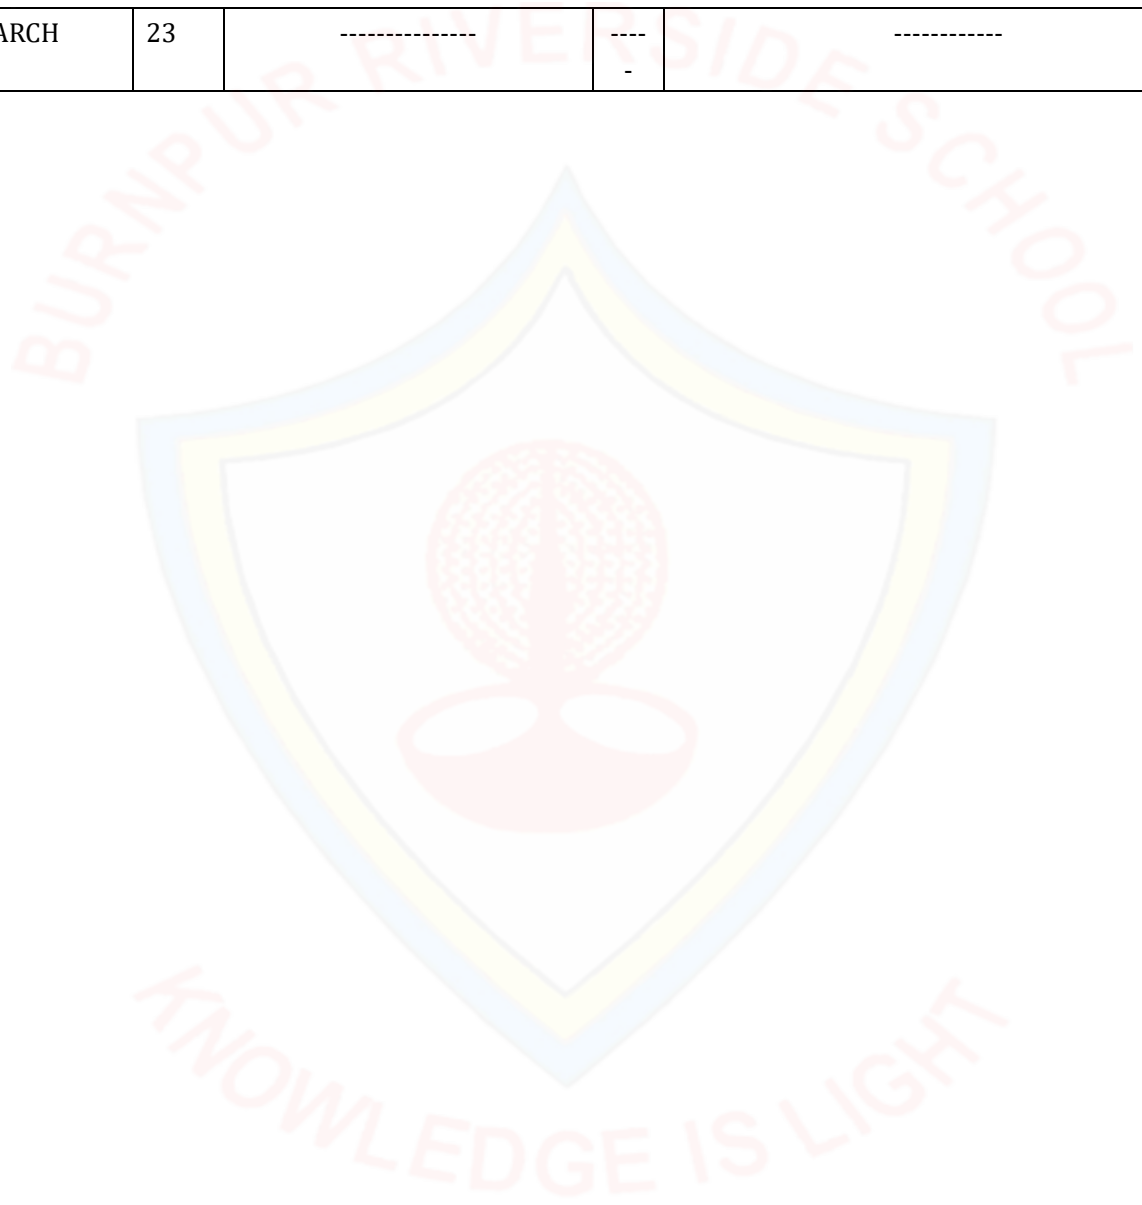 ARCH 23 --------------- ---- ------------
-
BURNPUR RIVERSIDE SCHOOL
KNOWLEDGE IS LIGHT